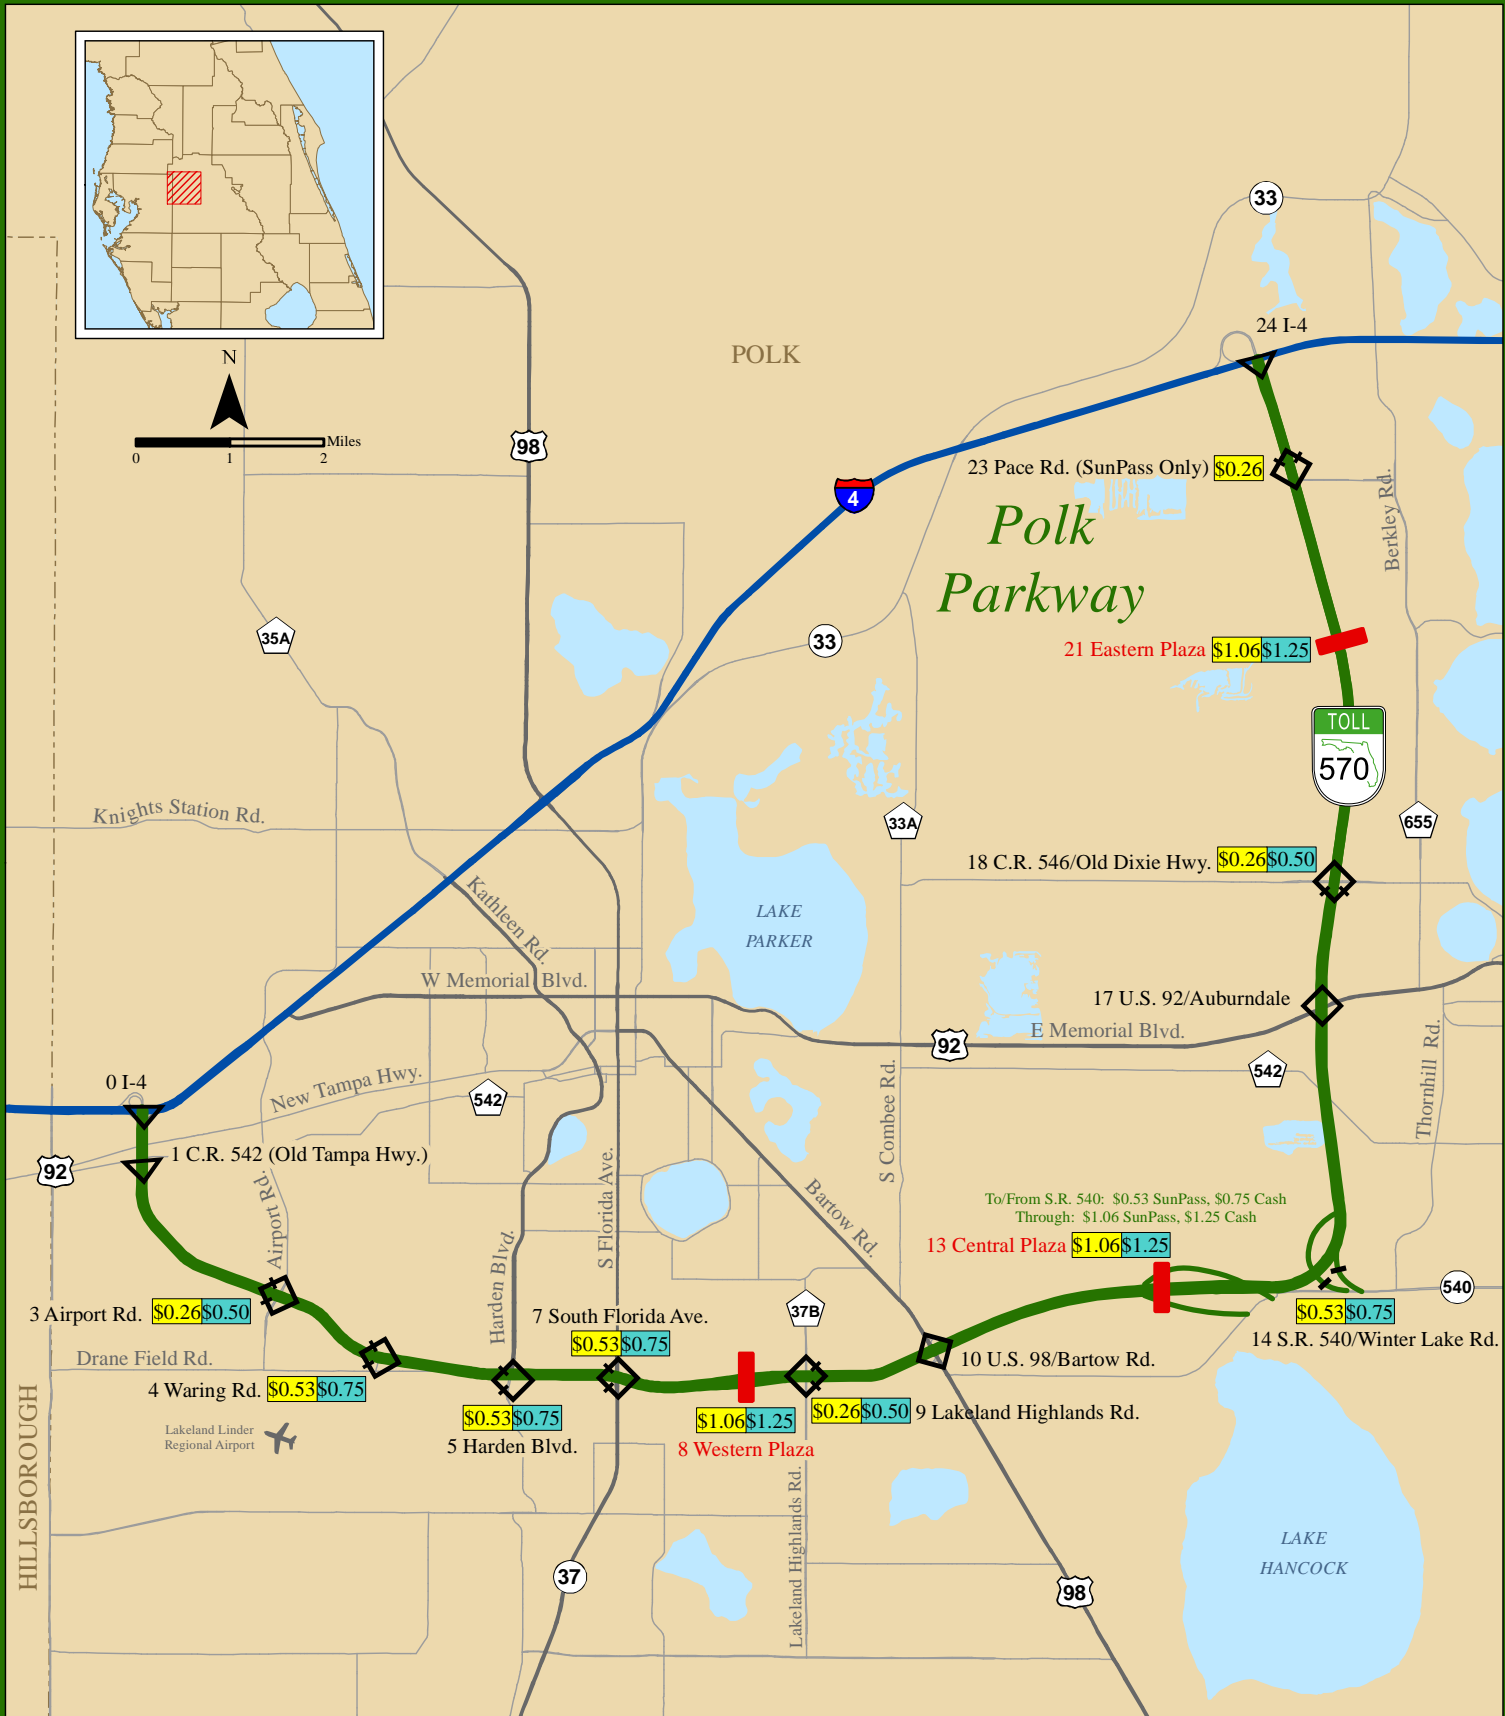 33
24 I-4
N
POLK
Miles
0
1
2
98
23 Pace Rd. (SunPass Only)
$0.26
4
Berkley Rd.
Polk
Parkway
35A
33
21 Eastern Plaza
$1.06
$1.25
TOLL
570
Knights Station Rd.
33A
655
18 C.R. 546/Old Dixie Hwy.
$0.26
$0.50
Kathleen Rd.
LAKE
PARKER
W Memorial Blvd.
17 U.S. 92/Auburndale
92
E Memorial Blvd.
0 I-4
New Tampa Hwy.
542
S Combee Rd.
542
Thornhill Rd.
92
1 C.R. 542 (Old Tampa Hwy.)
Airport Rd.
S Florida Ave.
Bartow Rd.
To/From S.R. 540: $0.53 SunPass, $0.75 Cash
Through: $1.06 SunPass, $1.25 Cash
13 Central Plaza
$1.06
$1.25
Harden Blvd.
540
3 Airport Rd.
$0.26
$0.50
7 South Florida Ave.
$0.53
$0.75
37B
$0.53
$0.75
14 S.R. 540/Winter Lake Rd.
Drane Field Rd.
4 Waring Rd.
$0.53
$0.75
10 U.S. 98/Bartow Rd.
$0.53
$0.75
5 Harden Blvd.
$1.06
$1.25
8 Western Plaza
$0.26
$0.50
9 Lakeland Highlands Rd.
Lakeland Linder
Regional Airport
HILLSBOROUGH
Lakeland Highlands Rd.
LAKE
HANCOCK
37
98